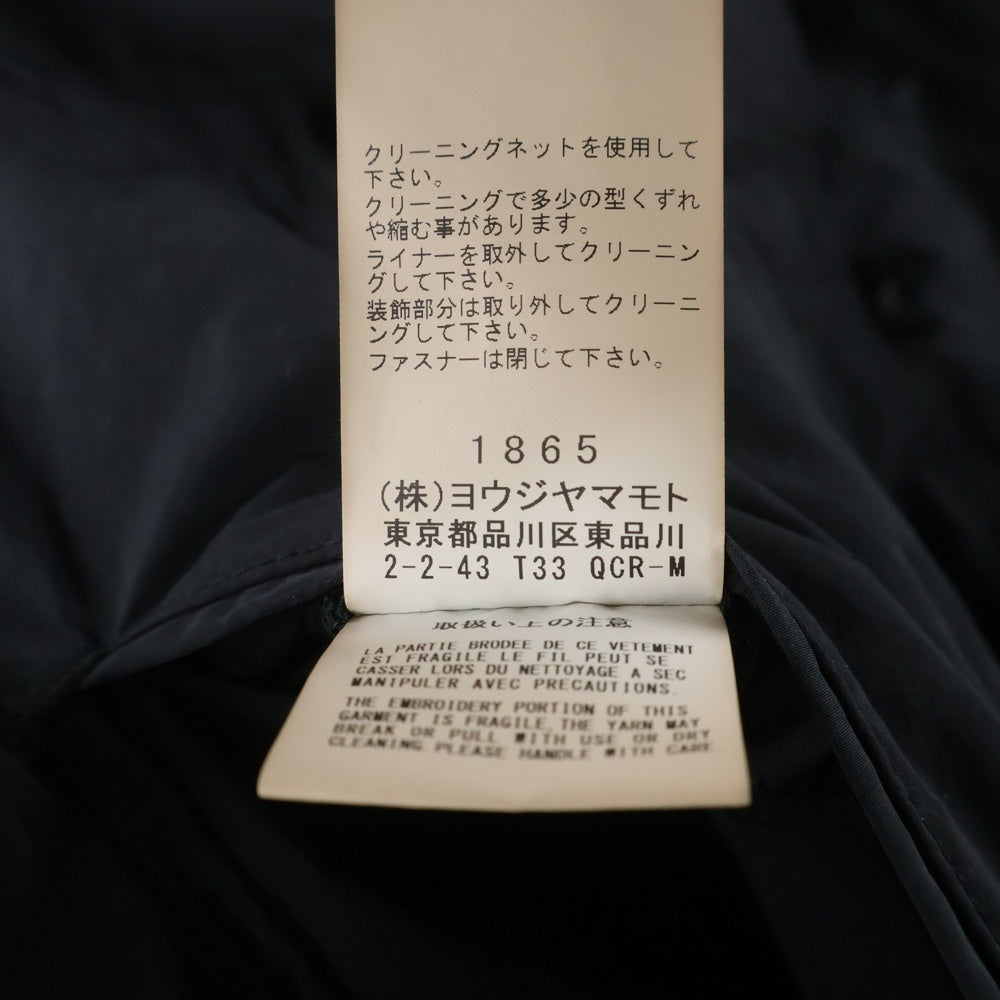 クリーニングネットを使用して
下さい。
クリーニングで多少の型くずれ
や縮む事があります。
ライナーを取外してクリーニン
グして下さい。
装飾部分は取り外してクリーニ
ングして下さい。
ファスナーは閉じて下さい。
1865
(株)ヨウジヤマモト
東京都品川区東品川
2-2-43 T33 QCR-M
取扱い上の注意
LA PARTIE BRODEE DE CE VETEMENT
EST FRAGILE LE FIL PEUT SE
CASSER LORS DU NETTOYAGE A SEC
MANIPULER AVEC PRECAUTIONS.
THE EMBROIDERY PORTION OF THIS
GARMENT IS FRAGILE, THE YARN MAY
BREAK OR PULL WITH USE OR DRY
CLEANING. PLEASE HANDLE WITH CARE.